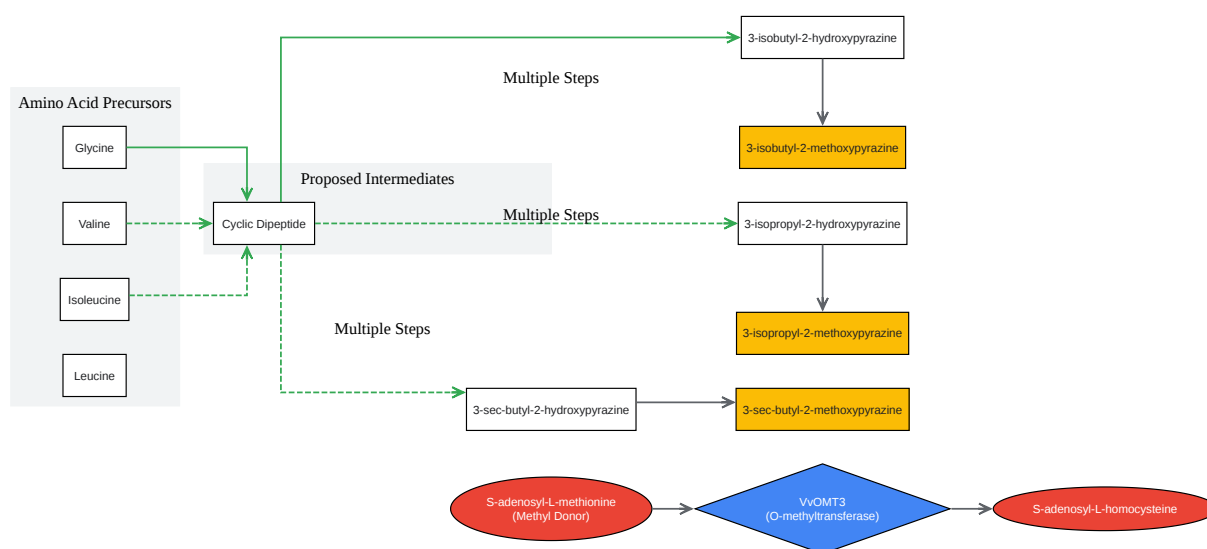 3-isobutyl-2-hydroxypyrazine
Multiple Steps
Amino Acid Precursors
Glycine
3-isobutyl-2-methoxypyrazine
Proposed Intermediates
Valine
Cyclic Dipeptide
Multiple Steps
3-isopropyl-2-hydroxypyrazine
Isoleucine
Multiple Steps
3-isopropyl-2-methoxypyrazine
Leucine
3-sec-butyl-2-hydroxypyrazine
3-sec-butyl-2-methoxypyrazine
S-adenosyl-L-methionine
(Methyl Donor)
VvOMT3
(O-methyltransferase)
S-adenosyl-L-homocysteine